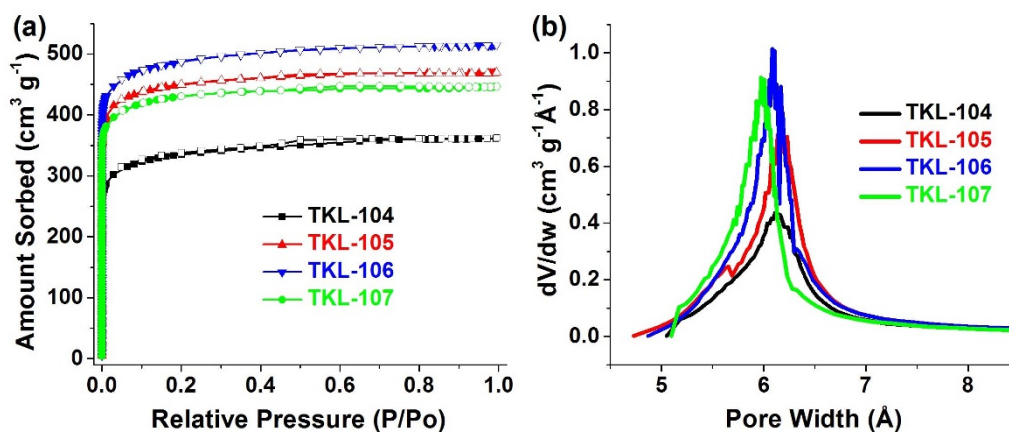 (a)
Amount Sorbed (cm³ g⁻¹)
500
400
300
200
100
0
TKL-104
TKL-105
TKL-106
TKL-107
0.0 0.2 0.4 0.6 0.8 1.0
Relative Pressure (P/Po)
(b)
dV/dw (cm³ g⁻¹Å⁻¹)
1.0
0.8
0.6
0.4
0.2
0.0
TKL-104
TKL-105
TKL-106
TKL-107
5 6 7 8
Pore Width (Å)